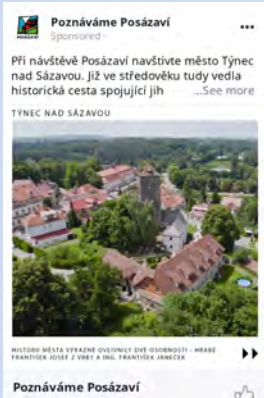 Poznáváme Posázaví
Sponsored ·
Při návštěvě Posázaví navštivte město Týnec
nad Sázavou. Již ve středověku tudy vedla
historická cesta spojující jih ...See more
TÝNEC NAD SÁZAVOU
HISTORII MĚSTA VÝRAZNĚ OVLIVNILY DVĚ OSOBNOSTI - HRABĚ
FRANTIŠEK JOSEF Z VRBY A ING. FRANTIŠEK JANEČEK
Poznáváme Posázaví